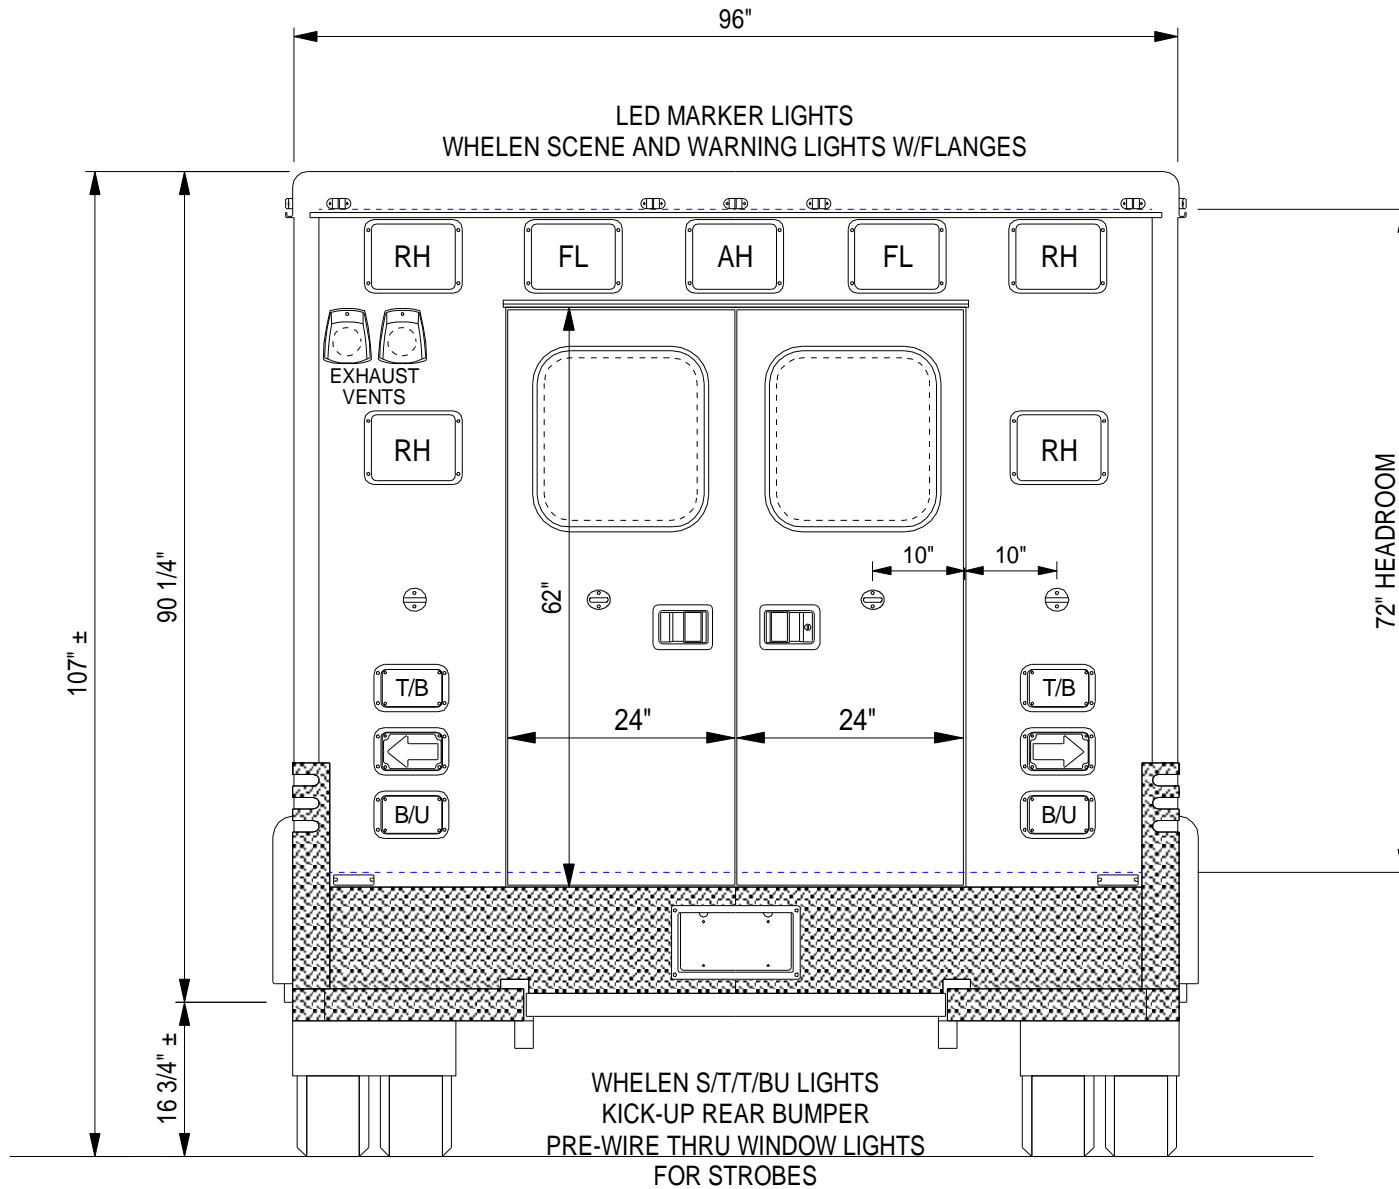 96"
LED MARKER LIGHTS
WHELEN SCENE AND WARNING LIGHTS W/FLANGES
RH
FL
AH
FL
RH
EXHAUST
VENTS
RH
RH
10"
10"
62"
90 1/4"
107" ±
72" HEADROOM
T/B
T/B
24"
24"
B/U
B/U
16 3/4" ±
WHELEN S/T/T/BU LIGHTS
KICK-UP REAR BUMPER
PRE-WIRE THRU WINDOW LIGHTS
FOR STROBES